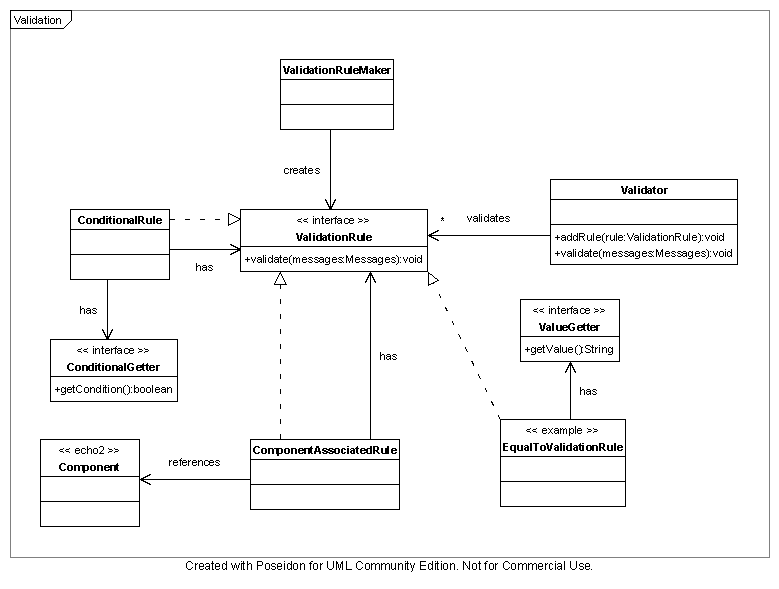 Validation
ValidationRuleMaker
creates
ConditionalRule
<< interface >>
ValidationRule
+validate(messages:Messages):void
*
validates
Validator
+addRule(rule:ValidationRule):void
+validate(messages:Messages):void
has
has
<< interface >>
ConditionalGetter
+getCondition():boolean
<< interface >>
ValueGetter
+getValue():String
has
has
<< echo2 >>
Component
references
ComponentAssociatedRule
<< example >>
EqualToValidationRule
Created with Poseidon for UML Community Edition. Not for Commercial Use.